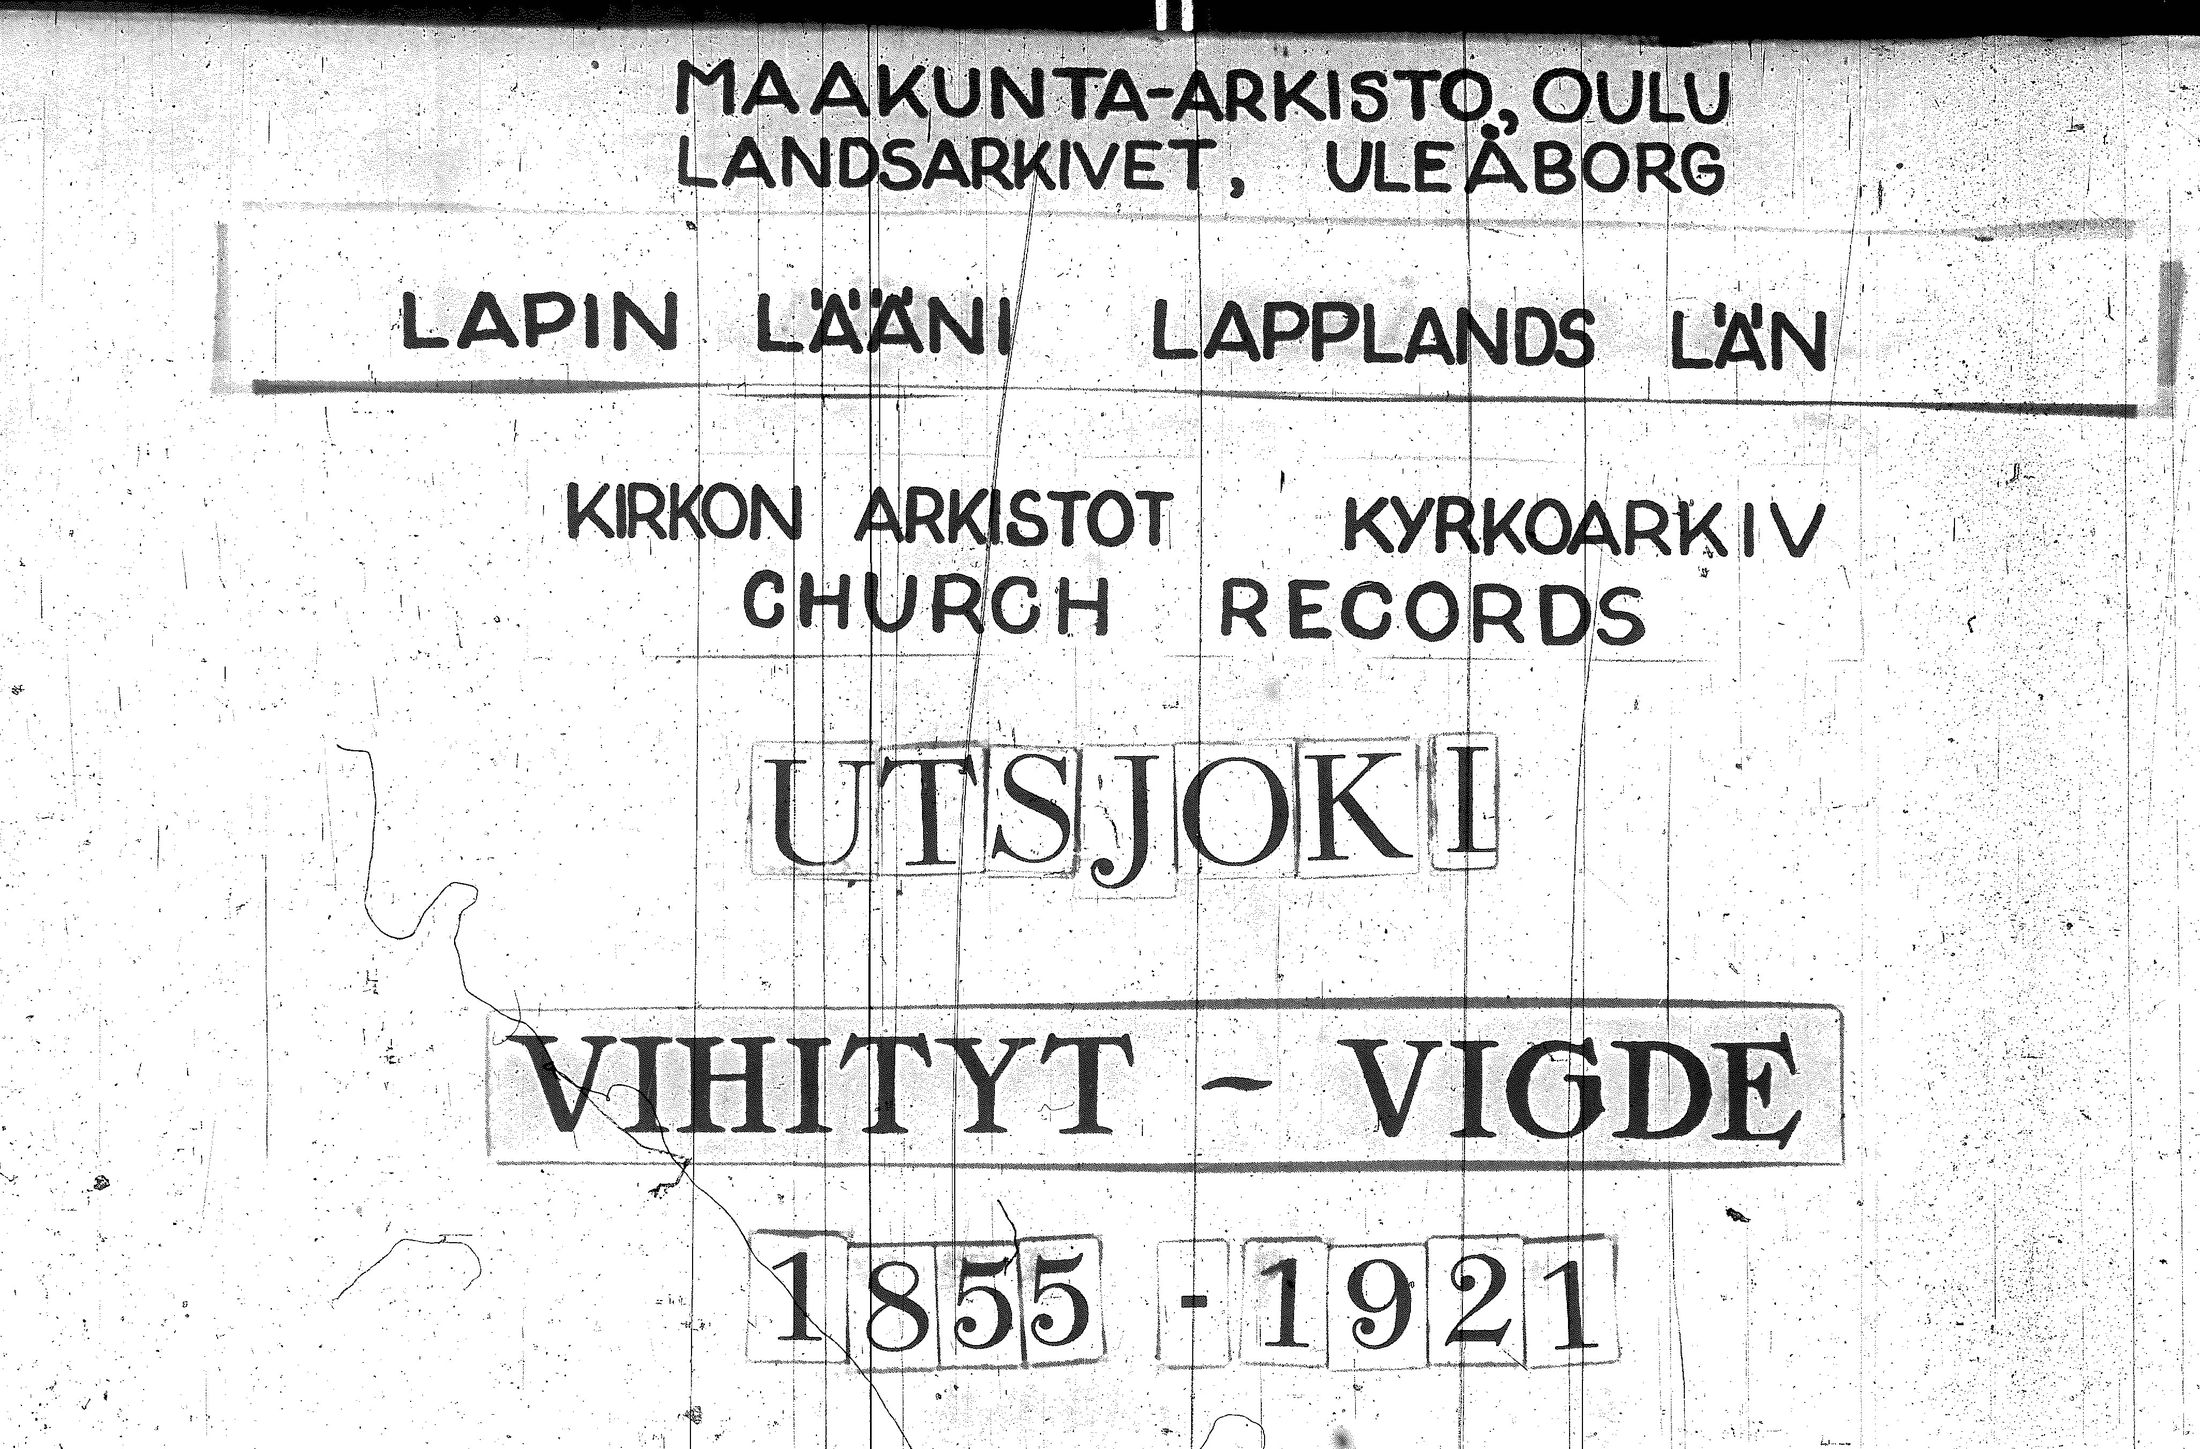 MAAKUNTA-ARKISTO, OULU
LANDSARKIVET, ULEÅBORG
LAPIN LÄÄNI LAPPLANDS LÄN
KIRKON ARKISTOT KYRKOARKIV
CHURCH RECORDS
UTSJOKI
VIHITYT - VIGDE
1855 - 1921